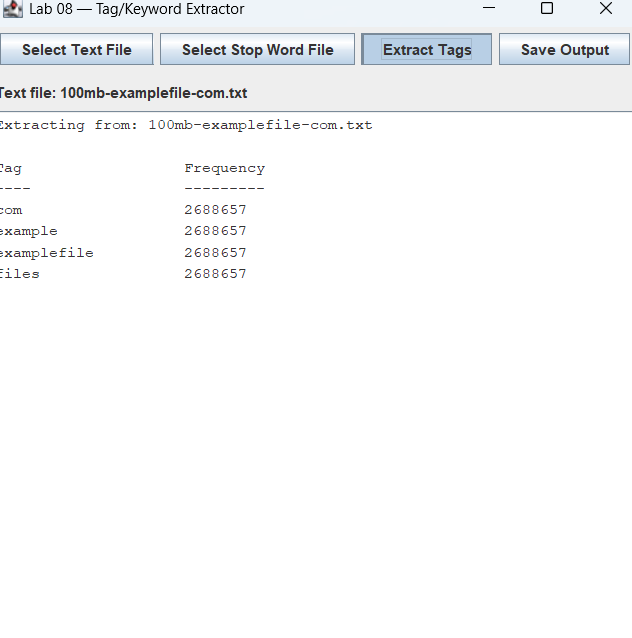 Lab 08 — Tag/Keyword Extractor
Select Text File Select Stop Word File Extract Tags Save Output
Text file: 100mb-examplefile-com.txt
Extracting from: 100mb-examplefile-com.txt
Tag Frequency
---- ---------
com 2688657
example 2688657
examplefile 2688657
files 2688657